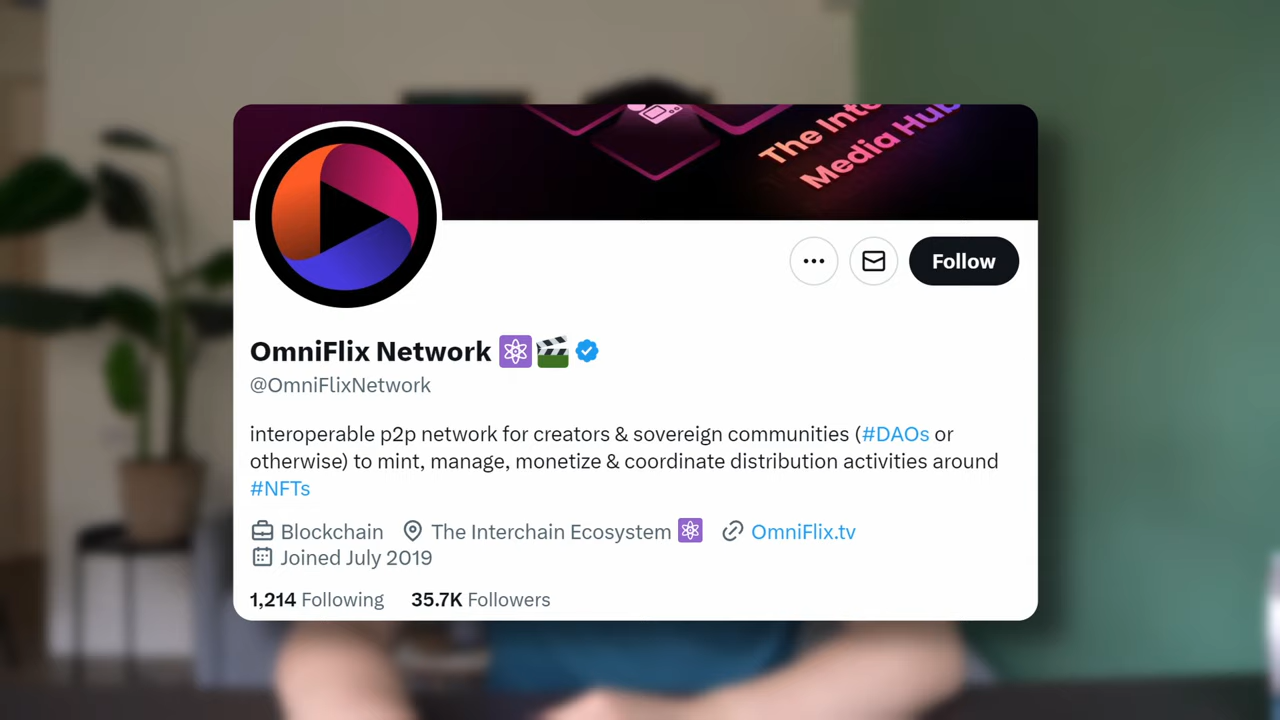 The Inte
Media Hub
Follow
OmniFlix Network
@OmniFlixNetwork
interoperable p2p network for creators & sovereign communities (#DAOs or
otherwise) to mint, manage, monetize & coordinate distribution activities around
#NFTs
Blockchain The Interchain Ecosystem OmniFlix.tv
Joined July 2019
1,214 Following 35.7K Followers